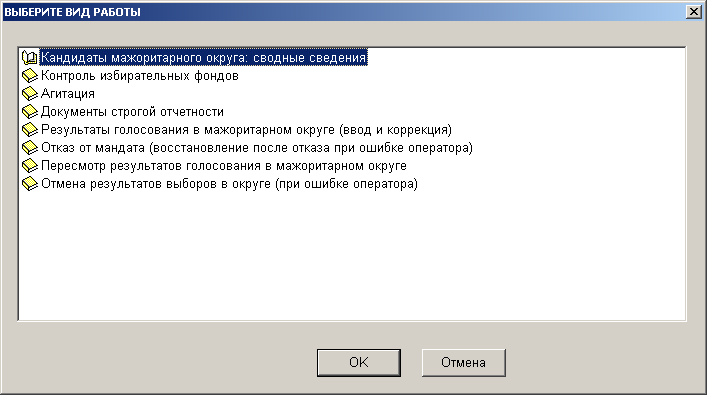 ВЫБЕРИТЕ ВИД РАБОТЫ
Кандидаты мажоритарного округа: сводные сведения
Контроль избирательных фондов
Агитация
Документы строгой отчетности
Результаты голосования в мажоритарном округе (ввод и коррекция)
Отказ от мандата (восстановление после отказа при ошибке оператора)
Пересмотр результатов голосования в мажоритарном округе
Отмена результатов выборов в округе (при ошибке оператора)
OK
Отмена